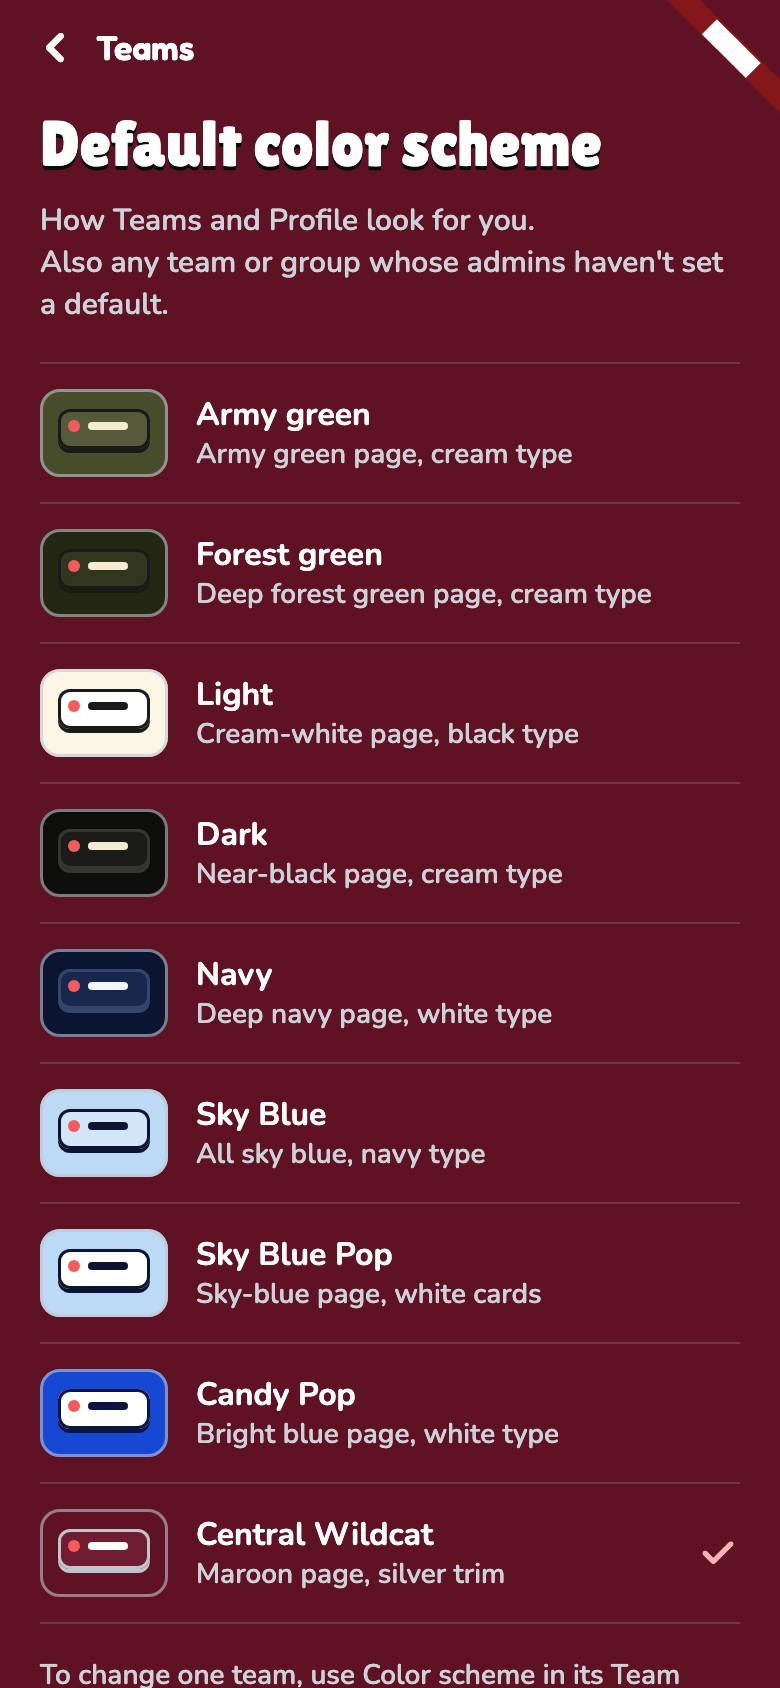 Teams
Default color scheme
How Teams and Profile look for you.
Also any team or group whose admins haven't set
a default.
Army green
Army green page, cream type
Forest green
Deep forest green page, cream type
Light
Cream-white page, black type
Dark
Near-black page, cream type
Navy
Deep navy page, white type
Sky Blue
All sky blue, navy type
Sky Blue Pop
Sky-blue page, white cards
Candy Pop
Bright blue page, white type
Central Wildcat
Maroon page, silver trim
To change one team, use Color scheme in its Team